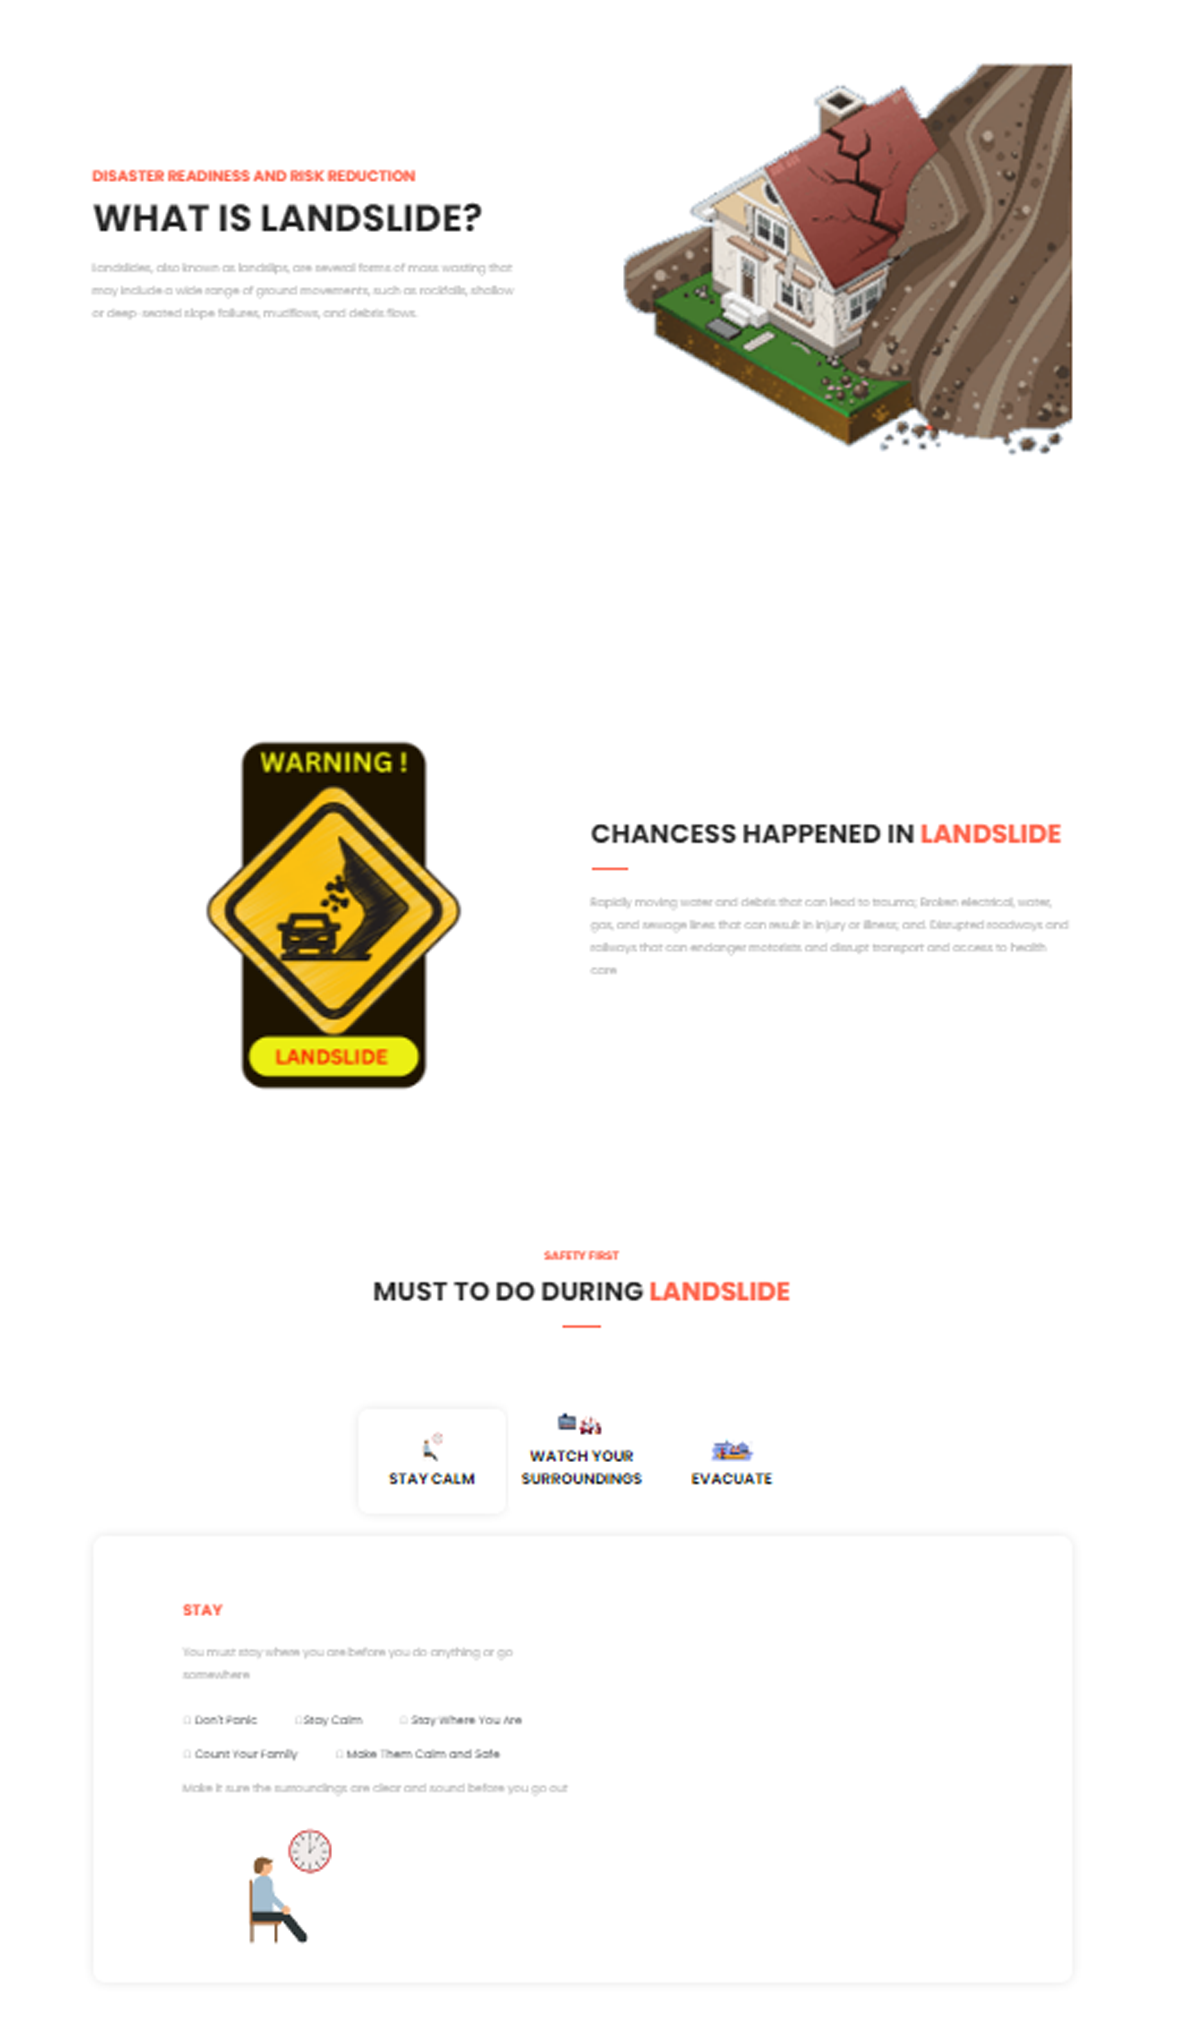 DISASTER READINESS AND RISK REDUCTION
WHAT IS LANDSLIDE?
Landslides, also known as landslips, are several forms of mass wasting that
may include a wide range of ground movements, such as rockfalls, shallow
or deep-seated slope failures, mudflows, and debris flows.
WARNING !
LANDSLIDE
CHANCESS HAPPENED IN LANDSLIDE
Rapidly moving water and debris that can lead to trauma; Broken electrical, water,
gas, and sewage lines that can result in injury or illness; and. Disrupted roadways and
railways that can endanger motorists and disrupt transport and access to health
care
SAFETY FIRST
MUST TO DO DURING LANDSLIDE
STAY CALM
WATCH YOUR
SURROUNDINGS
EVACUATE
STAY
You must stay where you are before you do anything or go
somewhere
Don't Panic Stay Calm Stay Where You Are
Count Your Family Make Them Calm and Safe
Make it sure the surroundings are clear and sound before you go out